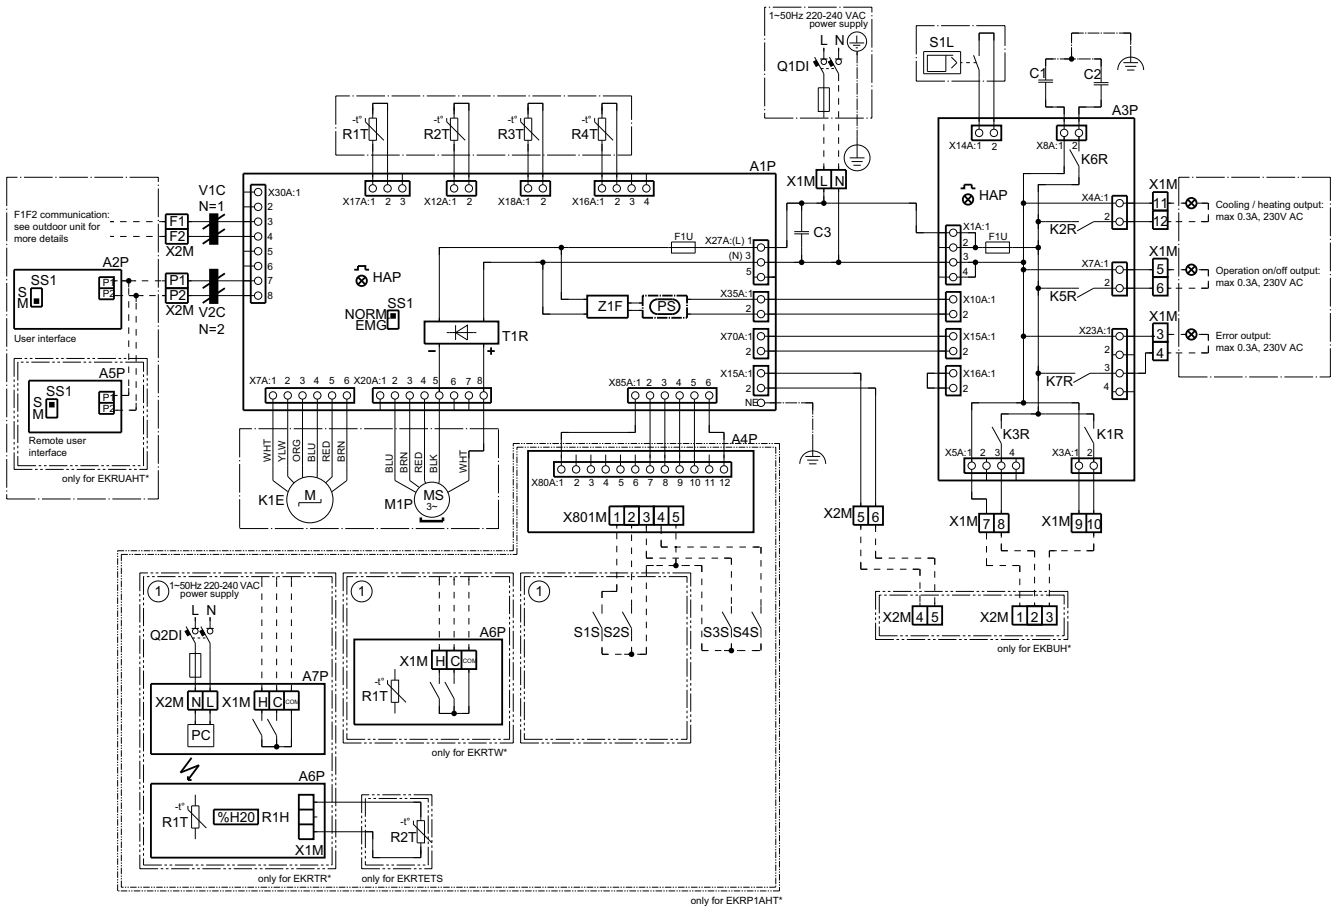 1~50Hz 220-240 VAC
power supply
L N
Q1DI
S1L
C1 C2
A3P
-t° -t° -t° -t°
R1T R2T R3T R4T
X14A:1 2
X8A:1 2
K6R
A1P
X1M L N
X17A:1 2 3
X12A:1 2
X18A:1 2
X16A:1 2 3 4
F1F2 communication:
see outdoor unit for
more details
F1
F2
X2M
V1C
N=1
X30A:1
2
3
4
5
6
7
8
A2P
SS1
S
M
P1
P2
User interface
P1
P2
X2M
V2C
N=2
A5P
SS1
S
M
P1
P2
Remote user
interface
only for EKRUAHT*
HAP
SS1
NORM
EMG
T1R
− +
F1U
X27A:(L) 1
(N) 3
5
C3
Z1F
PS
X35A:1
2
X70A:1
2
X15A:1
2
NE
HAP
X1A:1
2
3
4
F1U
X10A:1
2
X15A:1
2
X16A:1
2
X4A:1
2
K2R
X7A:1
2
K5R
X23A:1
2
3
4
K7R
X1M
11
12
Cooling / heating output:
max 0.3A, 230V AC
5
6
Operation on/off output:
max 0.3A, 230V AC
X1M
3
4
Error output:
max 0.3A, 230V AC
X7A:1 2 3 4 5 6
X20A:1 2 3 4 5 6 7 8
X85A:1 2 3 4 5 6
WHT YLW ORG BLU RED BRN
BLU BRN RED BLK WHT
K1E
M
M1P
MS
3~
A4P
X80A:1 2 3 4 5 6 7 8 9 10 11 12
X801M 1 2 3 4 5
K3R K1R
X5A:1 2 3 4
X3A:1 2
X2M 5 6
X1M 7 8
X1M 9 10
X2M 4 5
X2M 1 2 3
only for EKBUH*
1
1~50Hz 220-240 VAC
power supply
L N
Q2DI
A7P
X2M N L
X1M H C COM
PC
A6P
-t°
R1T
%H20
R1H
X1M
only for EKRTR*
-t°
R2T
only for EKRTETS
1
A6P
X1M H C COM
-t°
R1T
only for EKRTW*
1
S1S S2S S3S S4S
only for EKRP1AHT*